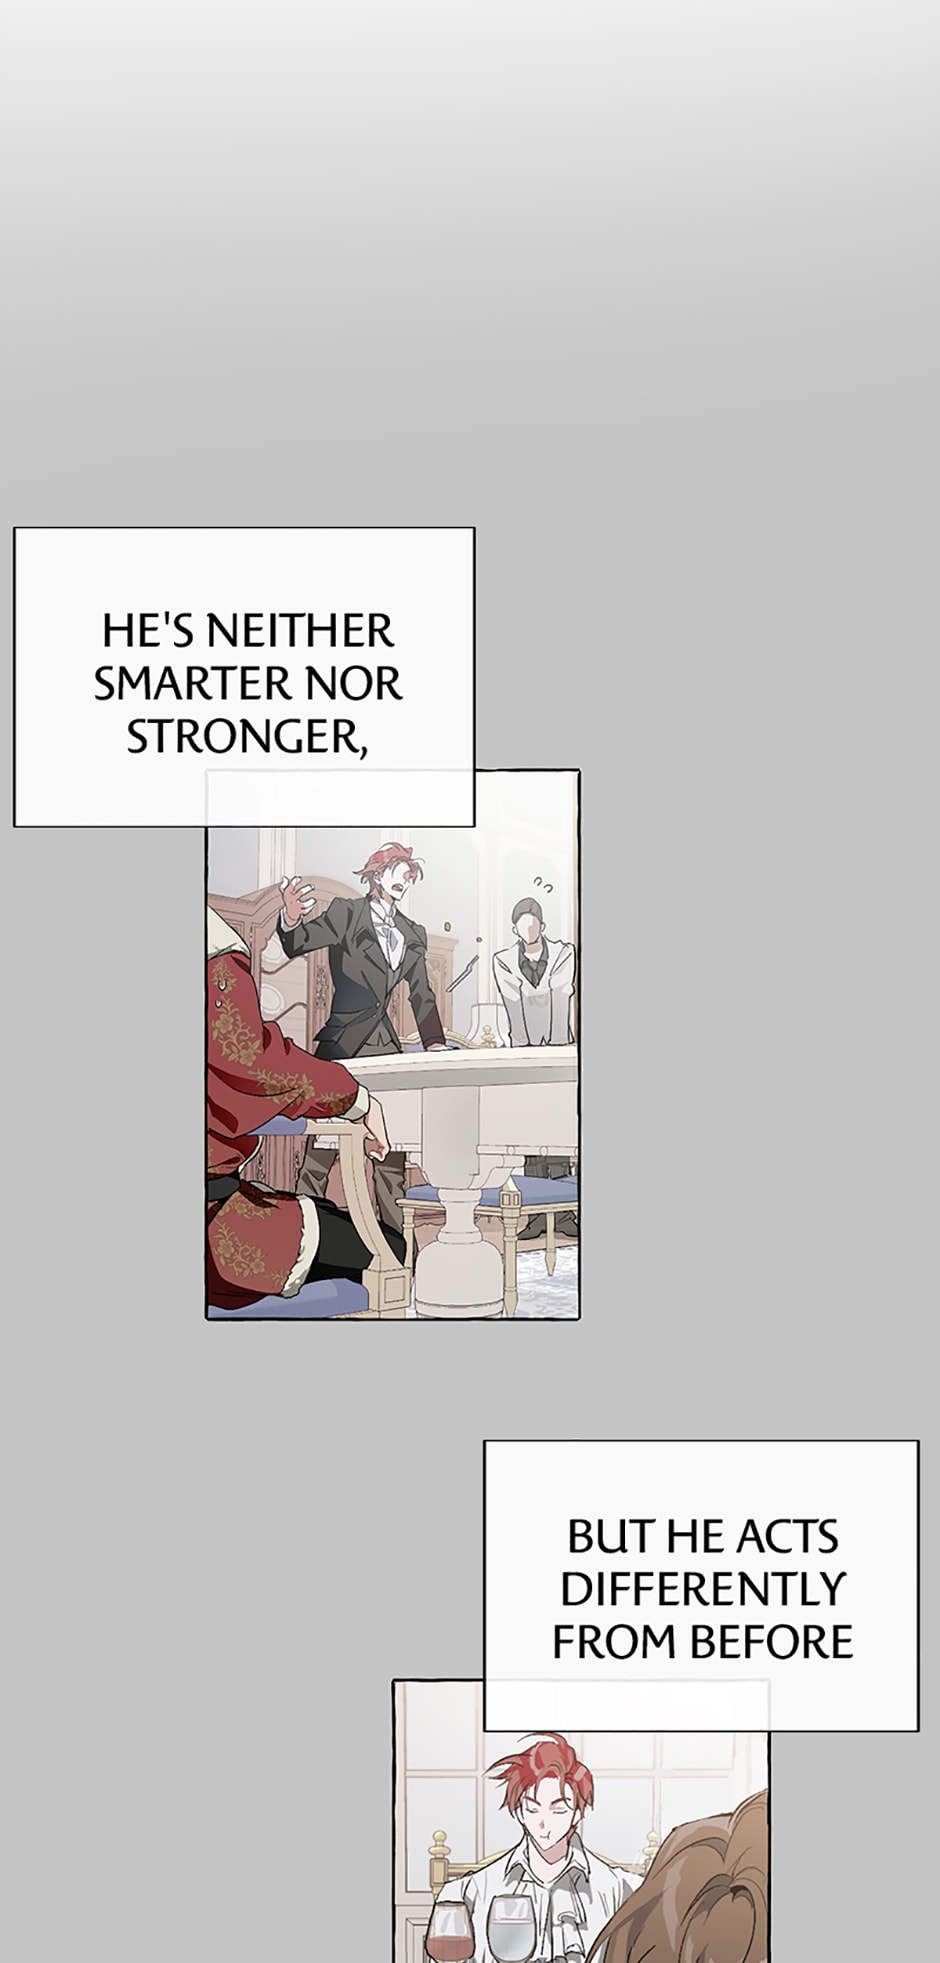 HE'S NEITHER
SMARTER NOR
STRONGER,
BUT HE ACTS
DIFFERENTLY
FROM BEFORE